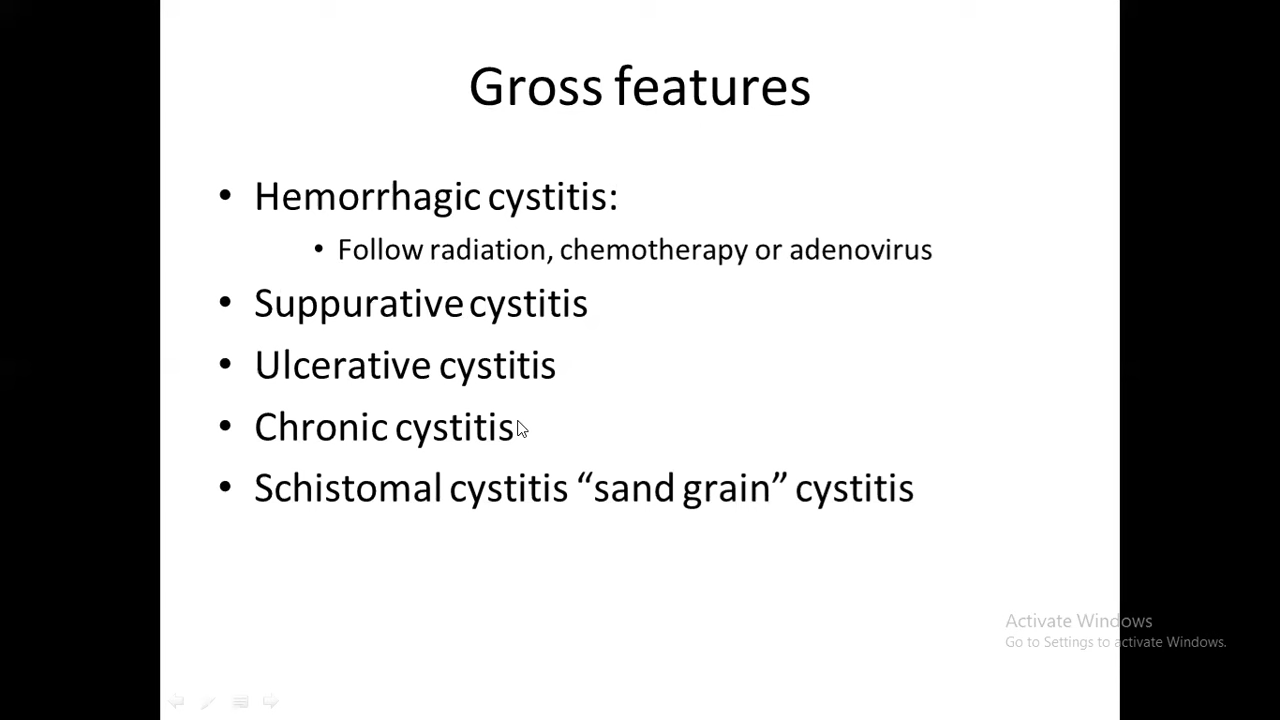 Gross features
• Hemorrhagic cystitis:
• Follow radiation, chemotherapy or adenovirus
• Suppurative cystitis
• Ulcerative cystitis
• Chronic cystitis
• Schistomal cystitis “sand grain” cystitis
Activate Windows
Go to Settings to activate Windows.